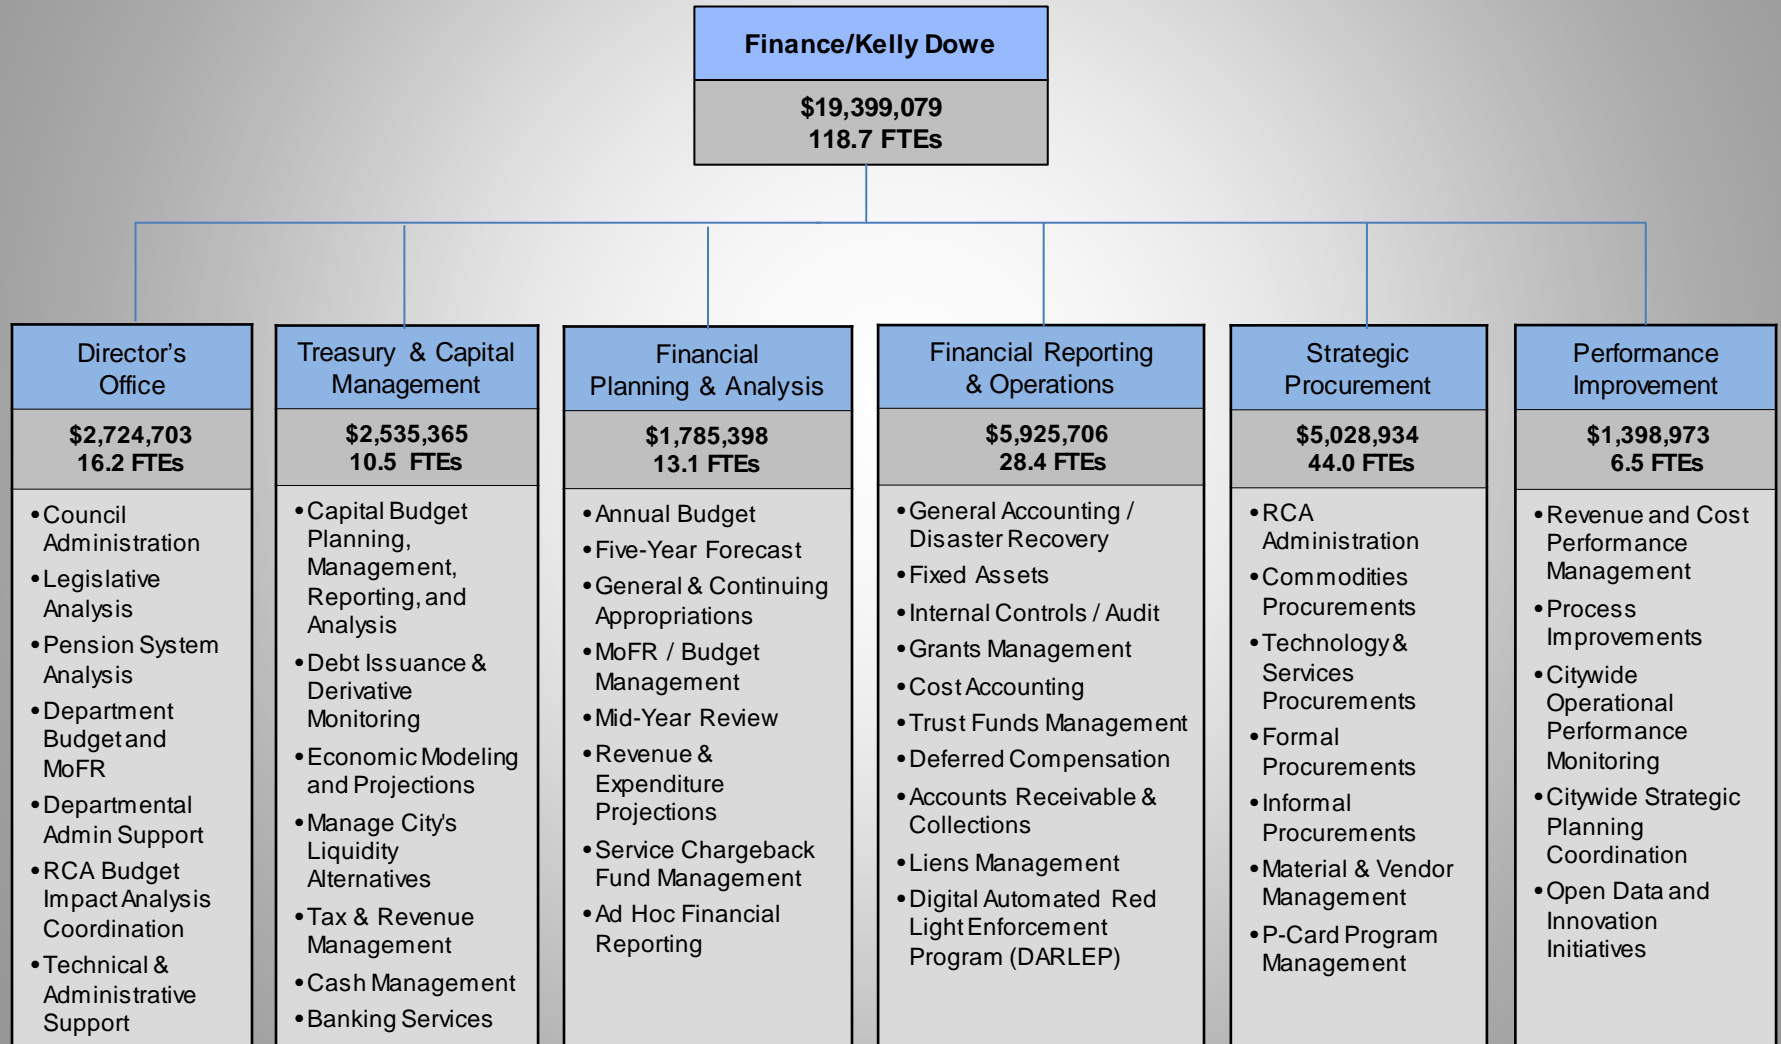 Finance/Kelly Dowe
$19,399,079
118.7 FTEs
Director's
Office
$2,724,703
16.2 FTEs
•Council
Administration
•Legislative
Analysis
•Pension System
Analysis
•Department
Budget and
MoFR
•Departmental
Admin Support
•RCA Budget
Impact Analysis
Coordination
•Technical &
Administrative
Support
Treasury & Capital
Management
$2,535,365
10.5 FTEs
•Capital Budget
Planning,
Management,
Reporting, and
Analysis
•Debt Issuance &
Derivative
Monitoring
•Economic Modeling
and Projections
•Manage City's
Liquidity
Alternatives
•Tax & Revenue
Management
•Cash Management
•Banking Services
Financial
Planning & Analysis
$1,785,398
13.1 FTEs
•Annual Budget
•Five-Year Forecast
•General & Continuing
Appropriations
•MoFR / Budget
Management
•Mid-Year Review
•Revenue &
Expenditure
Projections
•Service Chargeback
Fund Management
•Ad Hoc Financial
Reporting
Financial Reporting
& Operations
$5,925,706
28.4 FTEs
•General Accounting /
Disaster Recovery
•Fixed Assets
•Internal Controls / Audit
•Grants Management
•Cost Accounting
•Trust Funds Management
•Deferred Compensation
•Accounts Receivable &
Collections
•Liens Management
•Digital Automated Red
Light Enforcement
Program (DARLEP)
Strategic
Procurement
$5,028,934
44.0 FTEs
•RCA
Administration
•Commodities
Procurements
•Technology &
Services
Procurements
•Formal
Procurements
•Informal
Procurements
•Material & Vendor
Management
•P-Card Program
Management
Performance
Improvement
$1,398,973
6.5 FTEs
•Revenue and Cost
Performance
Management
•Process
Improvements
•Citywide
Operational
Performance
Monitoring
•Citywide Strategic
Planning
Coordination
•Open Data and
Innovation
Initiatives